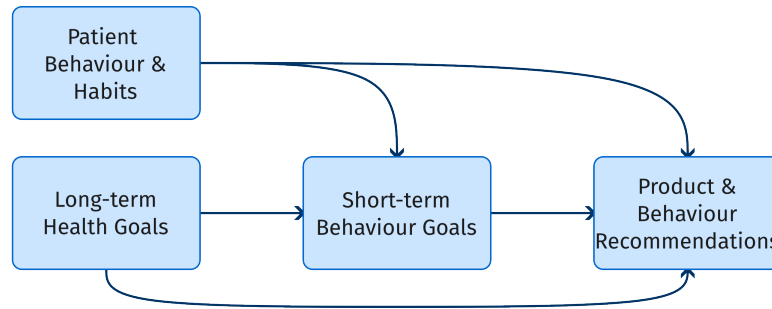 Patient
Behaviour &
Habits
Long-term
Health Goals
Short-term
Behaviour Goals
Product &
Behaviour
Recommendations